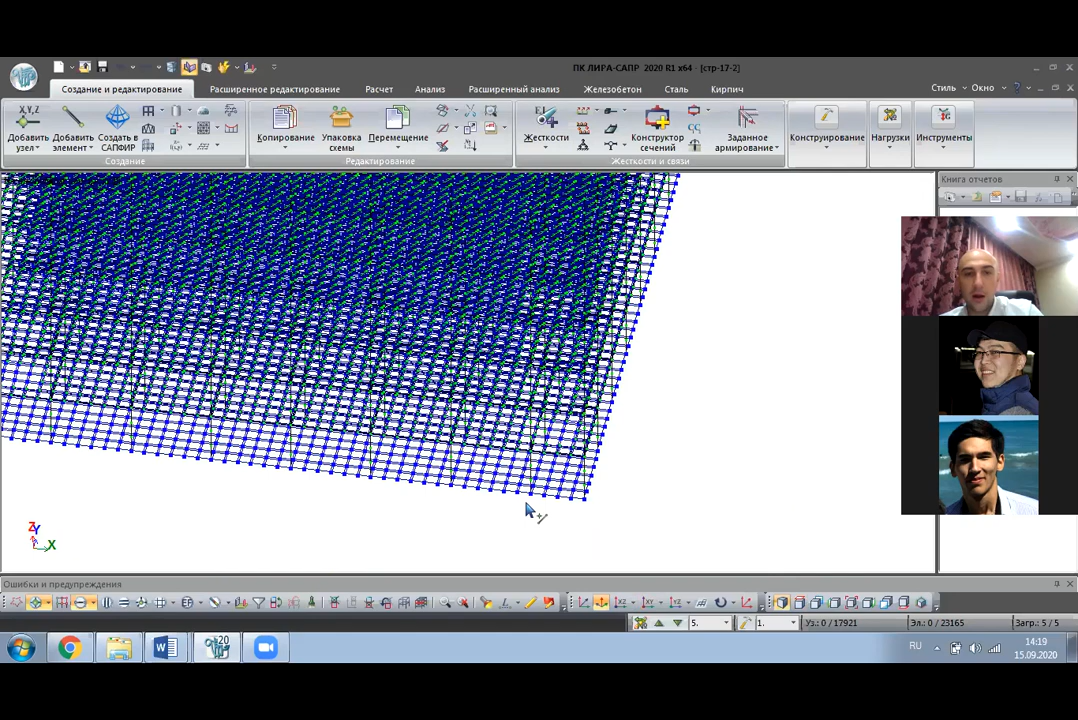 ПК ЛИРА-САПР 2020 R1 x64 - [стр-17-2]
Создание и редактирование
Расширенное редактирование
Расчет
Анализ
Расширенный анализ
Железобетон
Сталь
Кирпич
Стиль
Окно
X,Y,Z
Добавить узел
Добавить элемент
Создать в САПФИР
Копирование
Упаковка схемы
Перемещение
Жесткости
Конструктор сечений
Заданное армирование
Конструирование
Нагрузки
Инструменты
Создание
Редактирование
Жесткости и связи
Книга отчетов
Z
Y
X
Ошибки и предупреждения
5.
1.
Уз.: 0 / 17921
Эл.: 0 / 23165
Загр.: 5 / 5
20
RU
14:19
15.09.2020